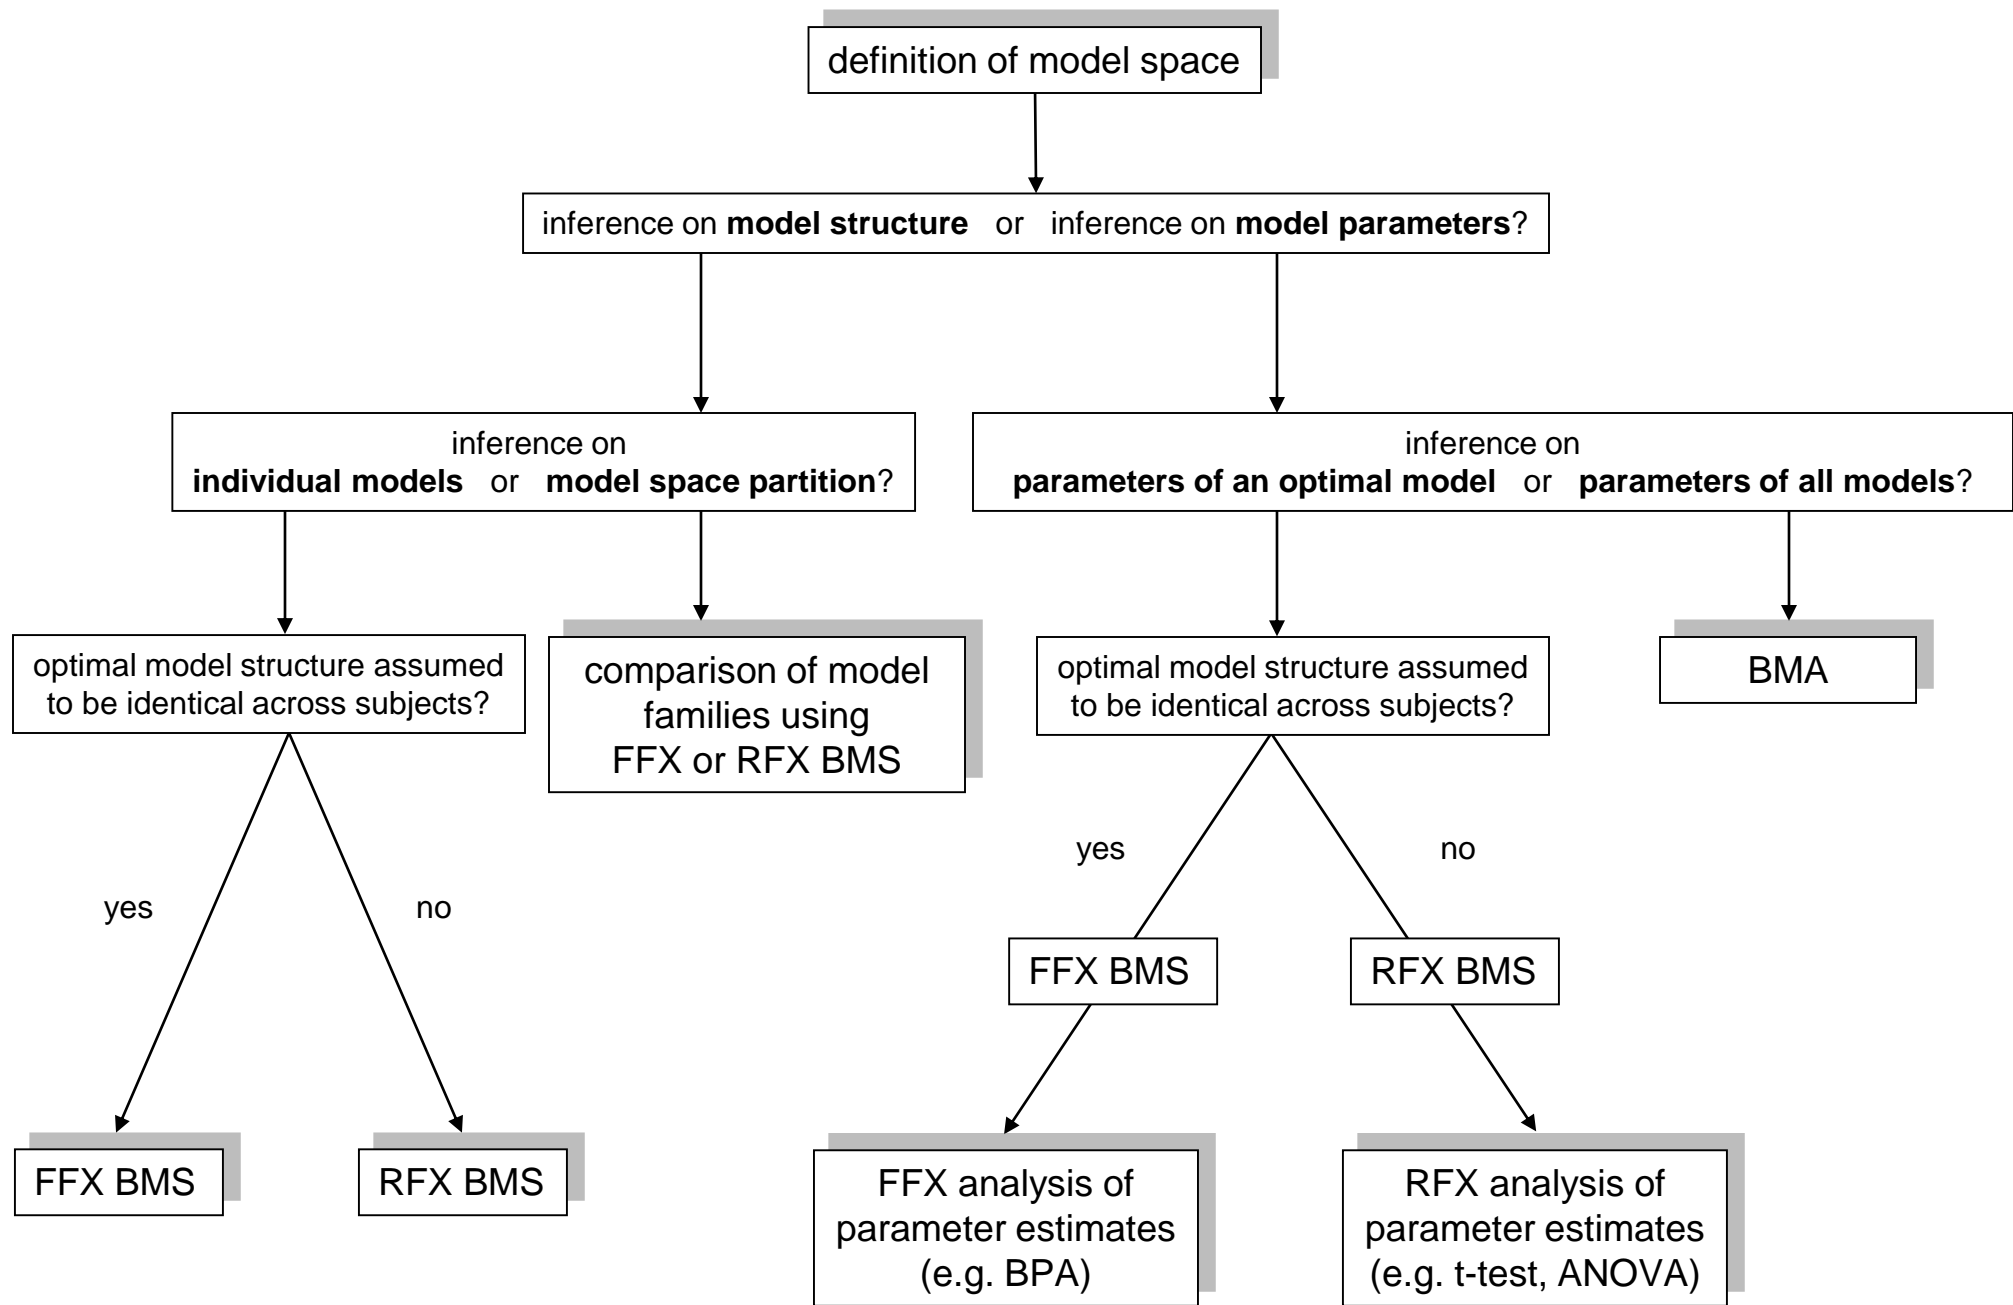 definition of model space
inference on model structure or inference on model parameters?
inference on
individual models or model space partition?
inference on
parameters of an optimal model or parameters of all models?
optimal model structure assumed
to be identical across subjects?
comparison of model
families using
FFX or RFX BMS
optimal model structure assumed
to be identical across subjects?
BMA
yes
no
yes
no
FFX BMS
RFX BMS
FFX BMS
RFX BMS
FFX analysis of
parameter estimates
(e.g. BPA)
RFX analysis of
parameter estimates
(e.g. t-test, ANOVA)